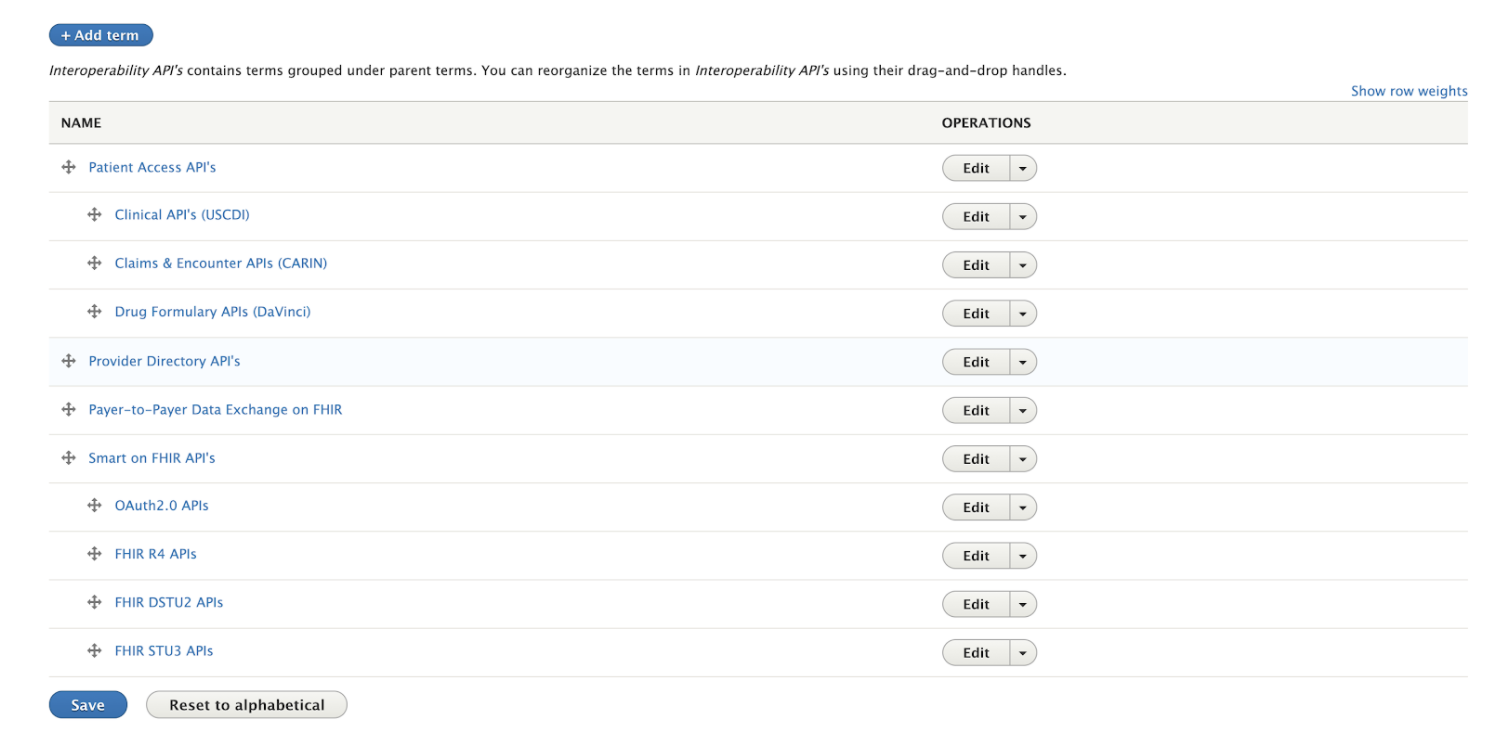 + Add term
Interoperability API's contains terms grouped under parent terms. You can reorganize the terms in Interoperability API's using their drag-and-drop handles.
Show row weights
NAME OPERATIONS
Patient Access API's Edit
Clinical API's (USCDI) Edit
Claims & Encounter APIs (CARIN) Edit
Drug Formulary APIs (DaVinci) Edit
Provider Directory API's Edit
Payer-to-Payer Data Exchange on FHIR Edit
Smart on FHIR API's Edit
OAuth2.0 APIs Edit
FHIR R4 APIs Edit
FHIR DSTU2 APIs Edit
FHIR STU3 APIs Edit
Save Reset to alphabetical